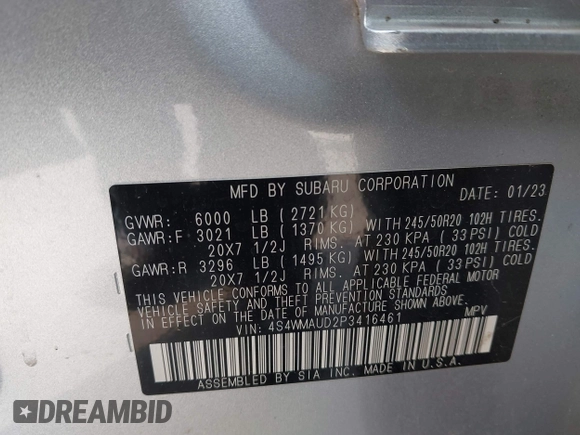 MFD BY SUBARU CORPORATION DATE: 01/23
GVWR: 6000 LB (2721 KG)
GAWR:F 3021 LB (1370 KG) WITH 245/50R20 102H TIRES.
20X7 1/2J RIMS. AT 230 KPA (33 PSI) COLD
GAWR:R 3296 LB (1495 KG) WITH 245/50R20 102H TIRES.
20X7 1/2J RIMS. AT 230 KPA (33 PSI) COLD
THIS VEHICLE CONFORMS TO ALL APPLICABLE FEDERAL MOTOR
VEHICLE SAFETY AND THEFT PREVENTION STANDARDS
IN EFFECT ON THE DATE OF MANUFACTURE SHOWN ABOVE.
VIN: 4S4WMAUD2P3416461 MPV
ASSEMBLED BY SIA INC. MADE IN U.S.A.
DREAMBID